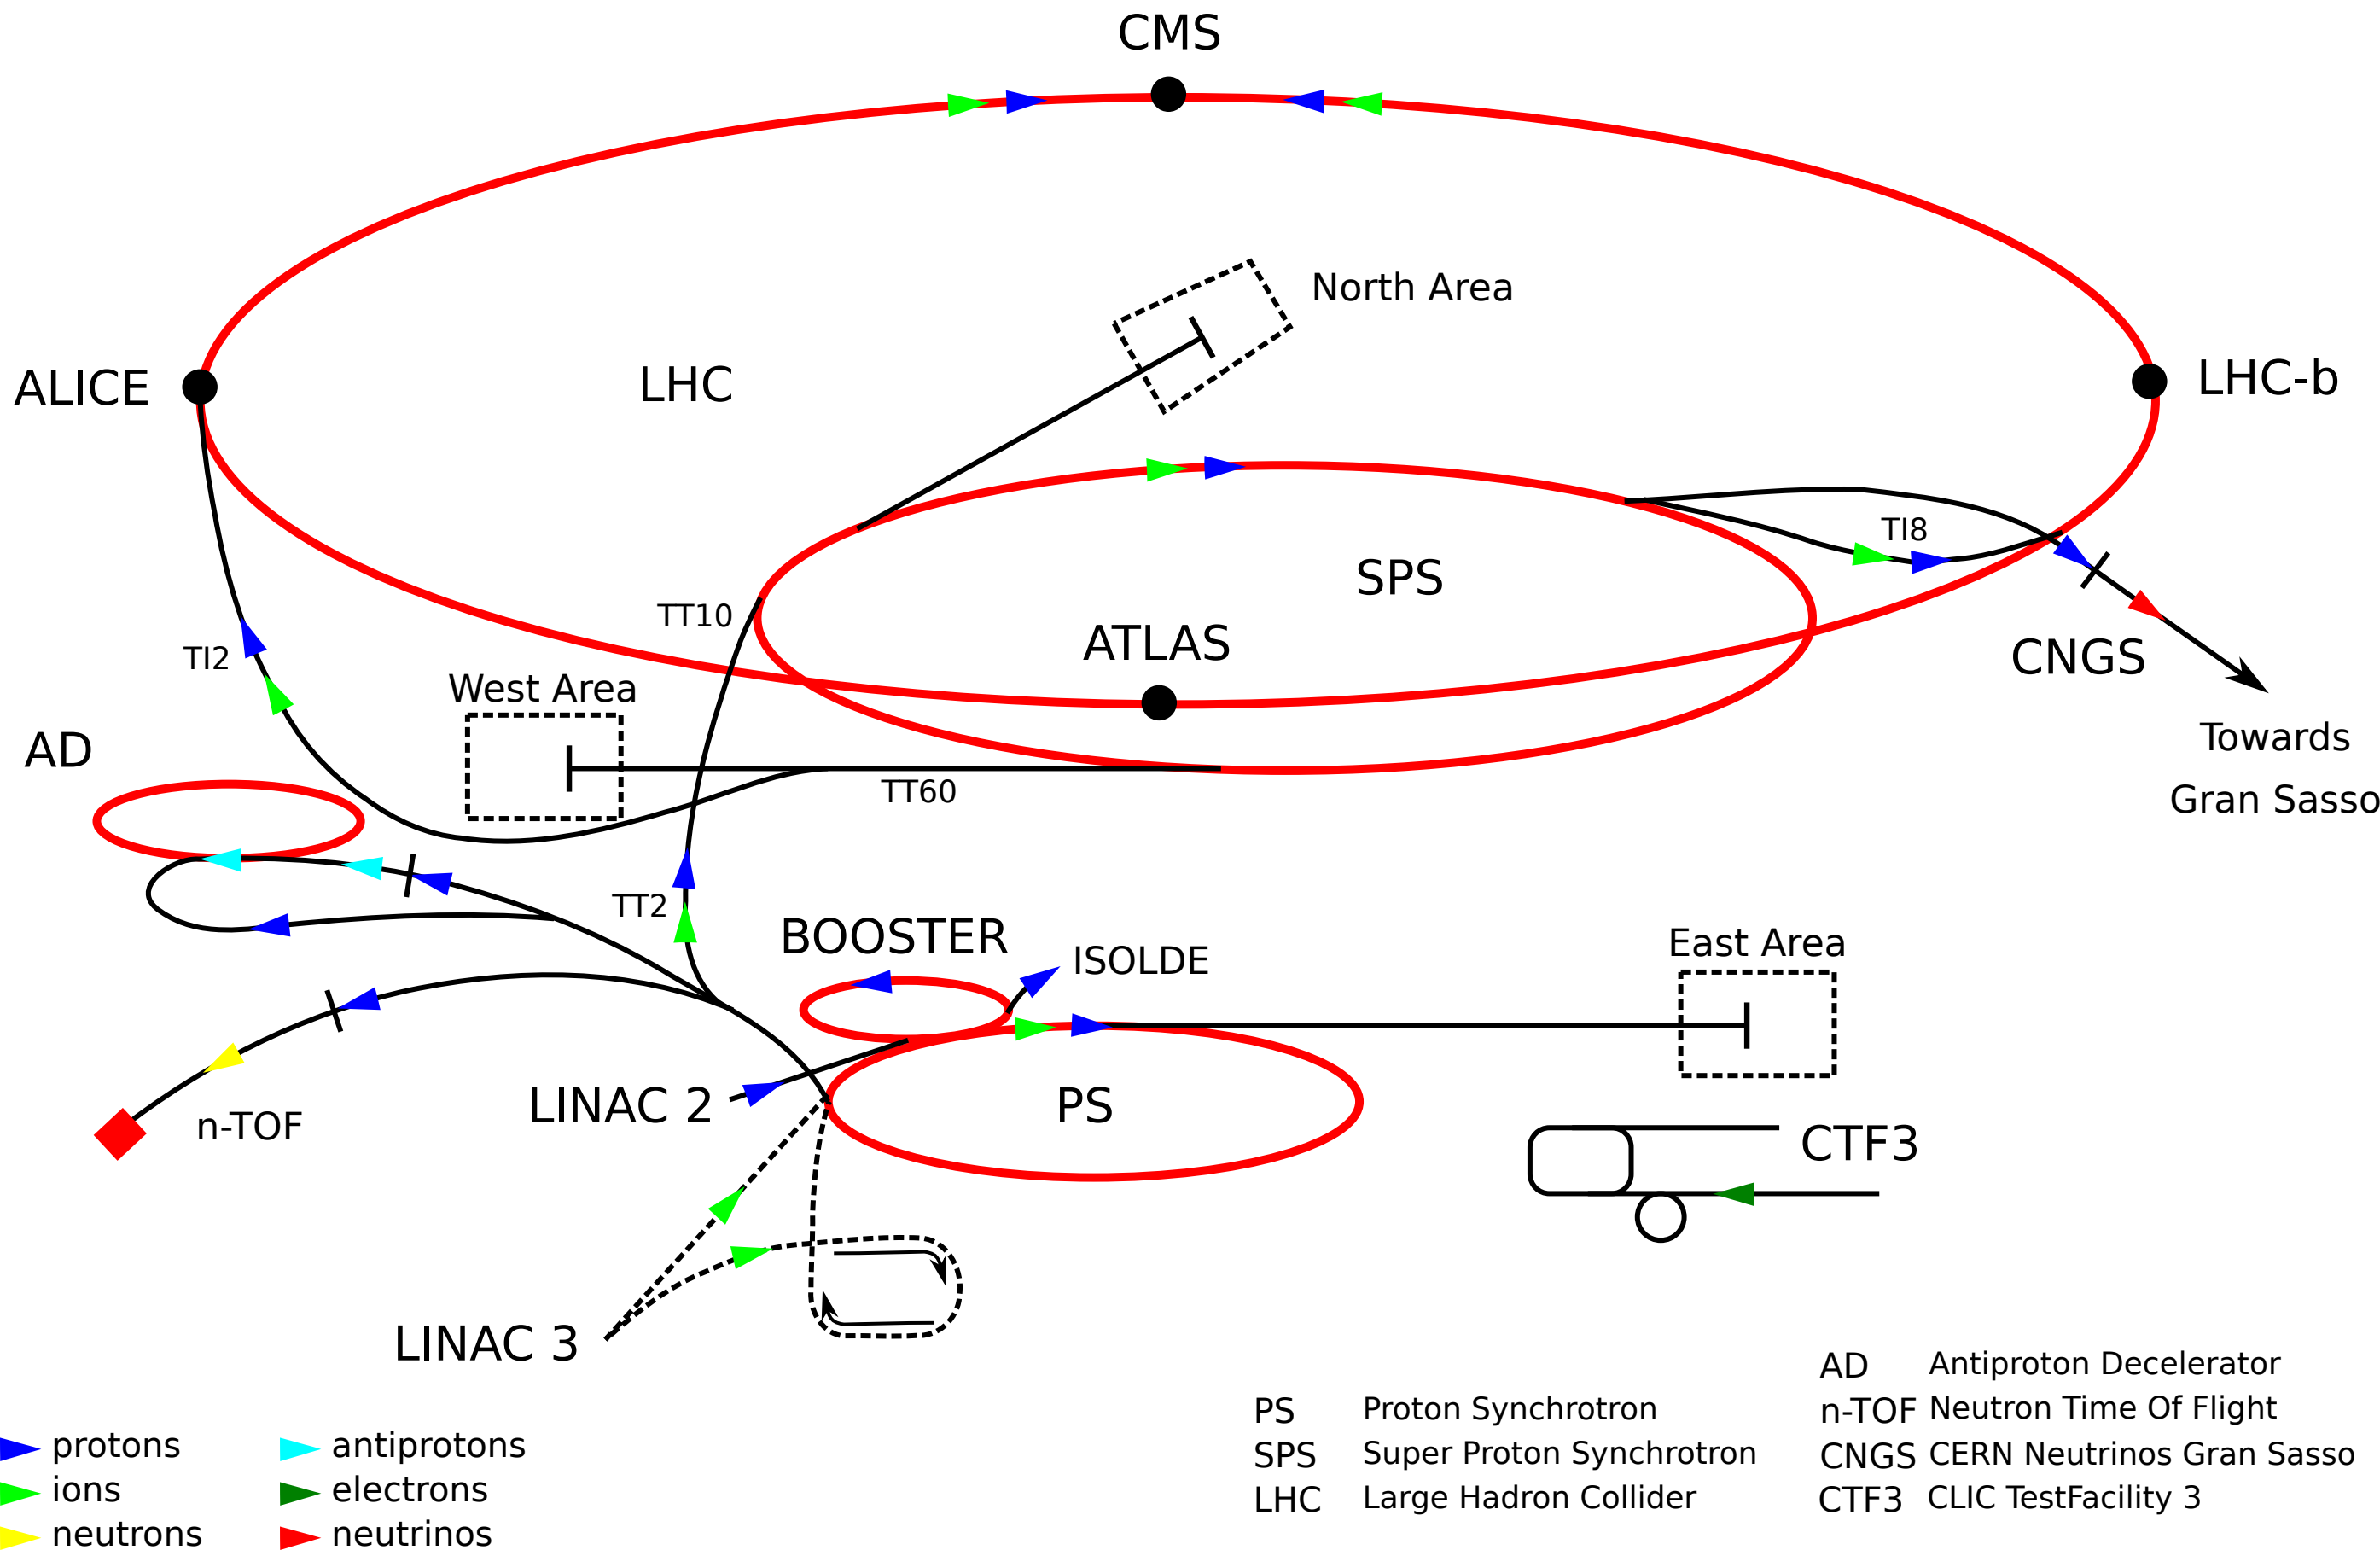 CMS
North Area
ALICE
LHC
LHC-b
TI8
SPS
TT10
ATLAS
TI2
CNGS
West Area
Towards
Gran Sasso
AD
TT60
TT2
BOOSTER
ISOLDE
East Area
LINAC 2
PS
n-TOF
CTF3
LINAC 3
AD Antiproton Decelerator
PS Proton Synchrotron
n-TOF Neutron Time Of Flight
SPS Super Proton Synchrotron
CNGS CERN Neutrinos Gran Sasso
LHC Large Hadron Collider
CTF3 CLIC TestFacility 3
protons
antiprotons
ions
electrons
neutrons
neutrinos